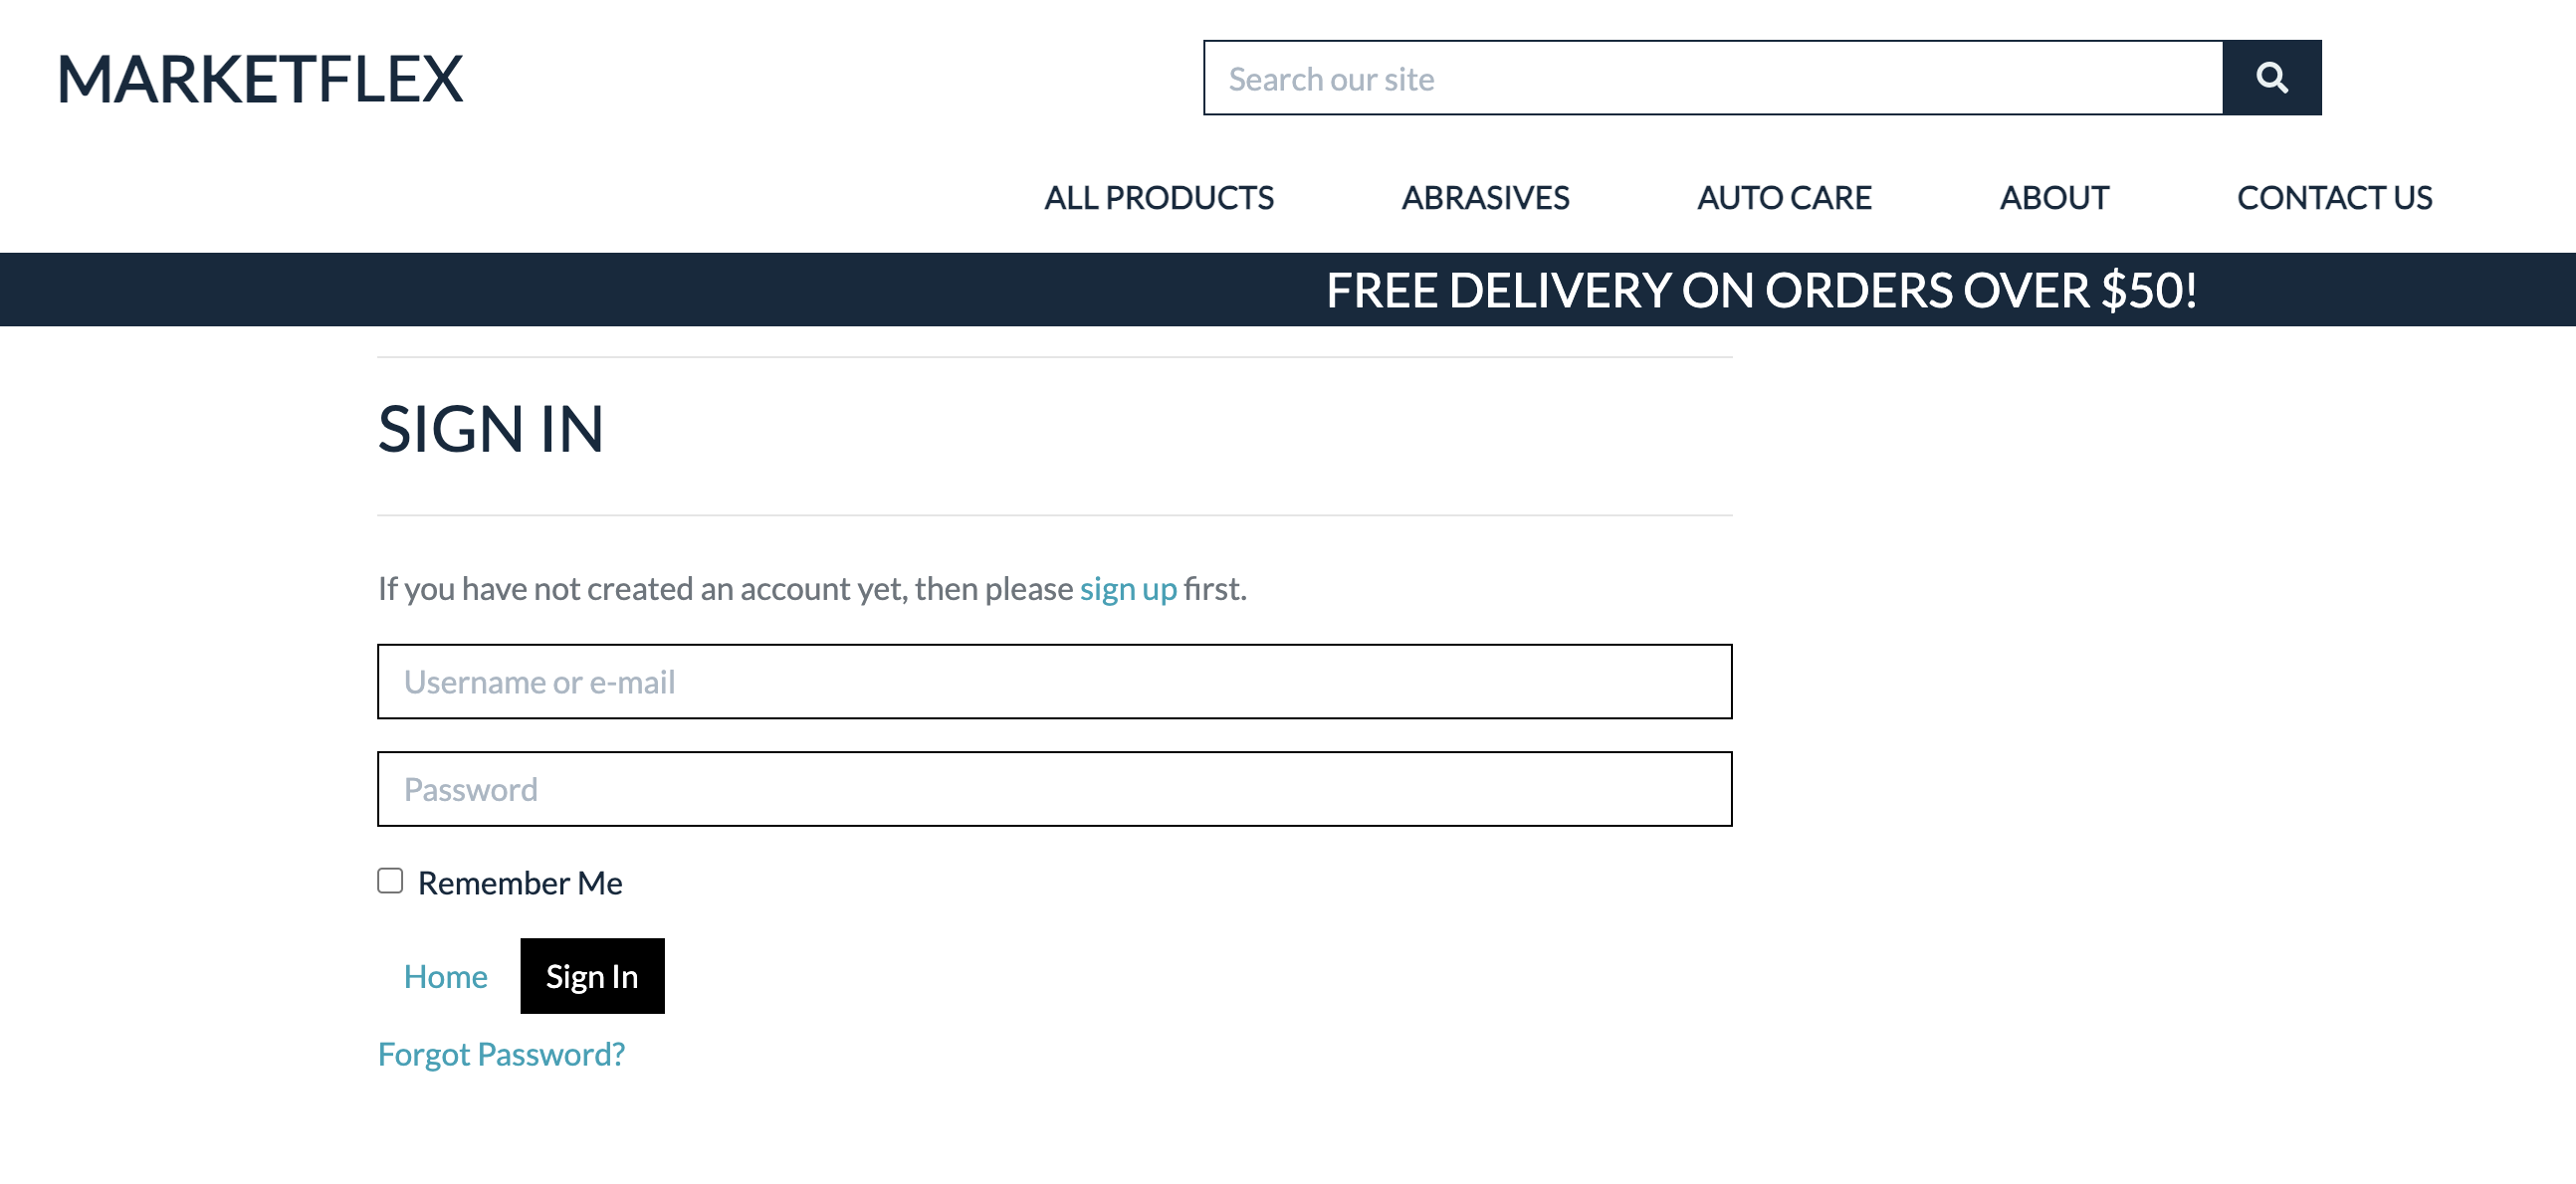 MARKETFLEX
Search our site
ALL PRODUCTS ABRASIVES AUTO CARE ABOUT CONTACT US
FREE DELIVERY ON ORDERS OVER $50!
SIGN IN
If you have not created an account yet, then please sign up first.
Username or e-mail
Password
Remember Me
Home Sign In
Forgot Password?